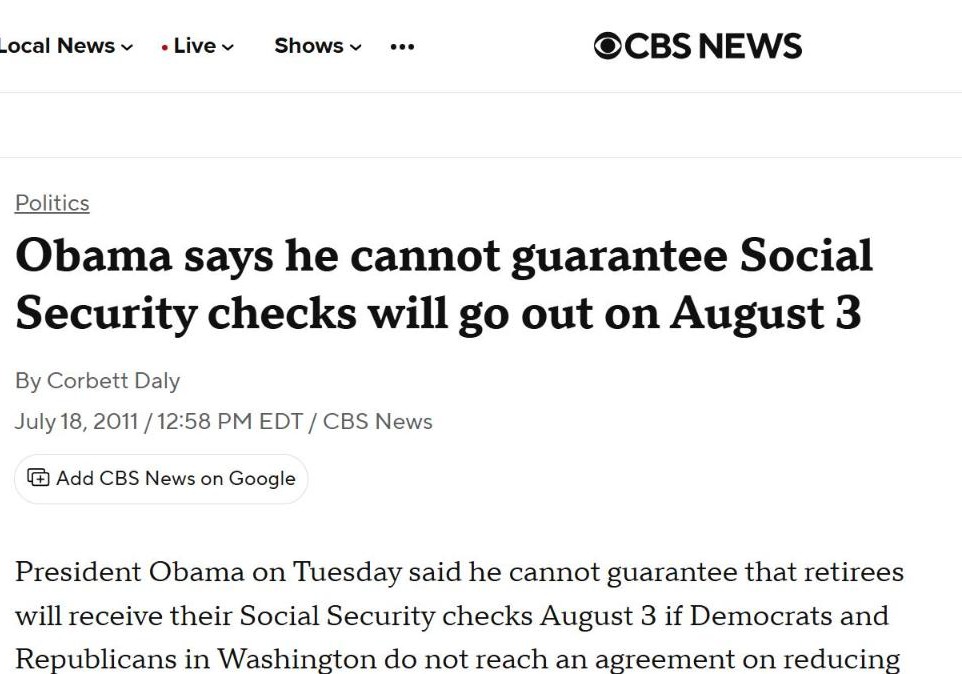 Local News
Live
Shows
CBS NEWS
Politics
Obama says he cannot guarantee Social
Security checks will go out on August 3
By Corbett Daly
July 18, 2011 / 12:58 PM EDT / CBS News
Add CBS News on Google
President Obama on Tuesday said he cannot guarantee that retirees
will receive their Social Security checks August 3 if Democrats and
Republicans in Washington do not reach an agreement on reducing